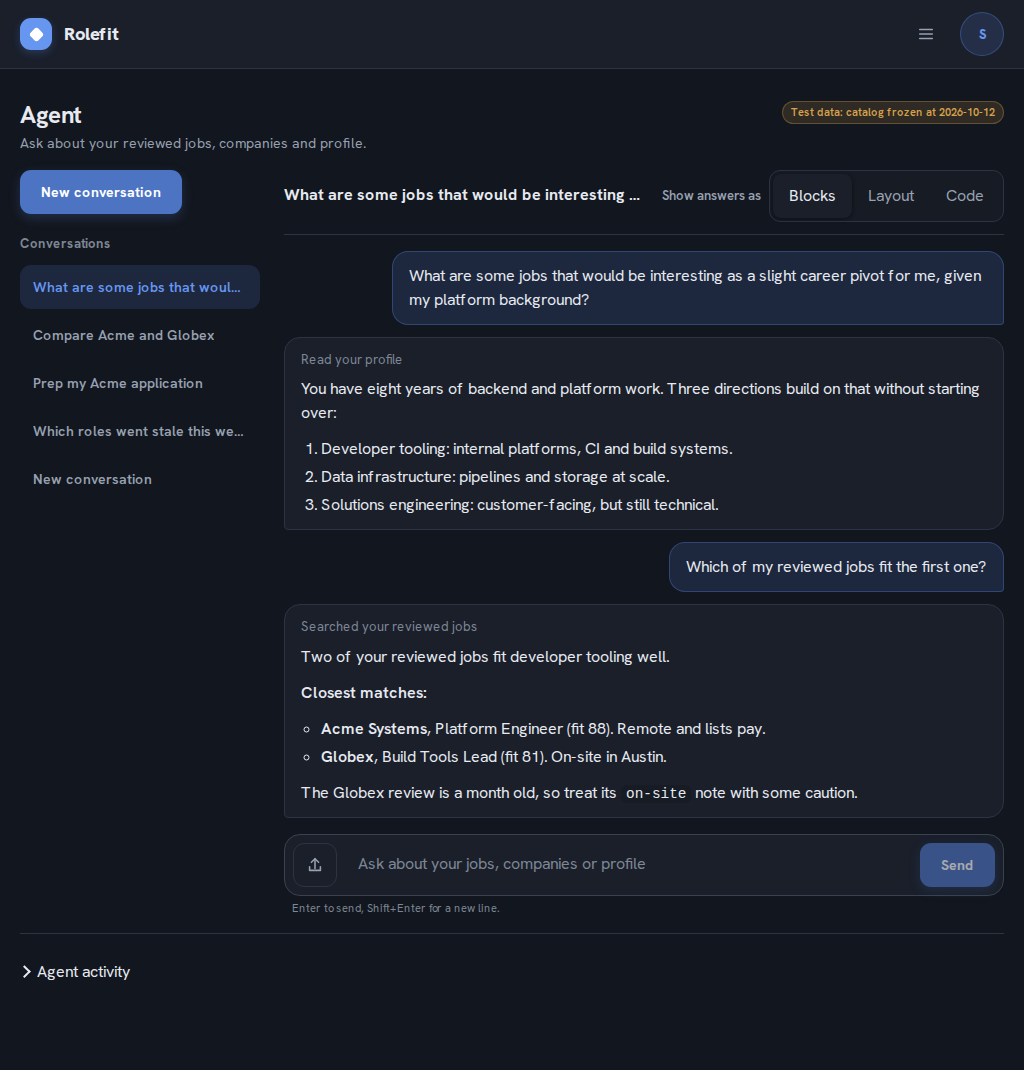 Rolefit
S
Agent
Test data: catalog frozen at 2026-10-12
Ask about your reviewed jobs, companies and profile.
New conversation
Conversations
What are some jobs that woul...
Compare Acme and Globex
Prep my Acme application
Which roles went stale this we...
New conversation
What are some jobs that would be interesting ...
Show answers as
Blocks
Layout
Code
What are some jobs that would be interesting as a slight career pivot for me, given
my platform background?
Read your profile
You have eight years of backend and platform work. Three directions build on that without starting
over:
1. Developer tooling: internal platforms, CI and build systems.
2. Data infrastructure: pipelines and storage at scale.
3. Solutions engineering: customer-facing, but still technical.
Which of my reviewed jobs fit the first one?
Searched your reviewed jobs
Two of your reviewed jobs fit developer tooling well.
Closest matches:
Acme Systems, Platform Engineer (fit 88). Remote and lists pay.
Globex, Build Tools Lead (fit 81). On-site in Austin.
The Globex review is a month old, so treat its on-site note with some caution.
Ask about your jobs, companies or profile
Send
Enter to send, Shift+Enter for a new line.
Agent activity